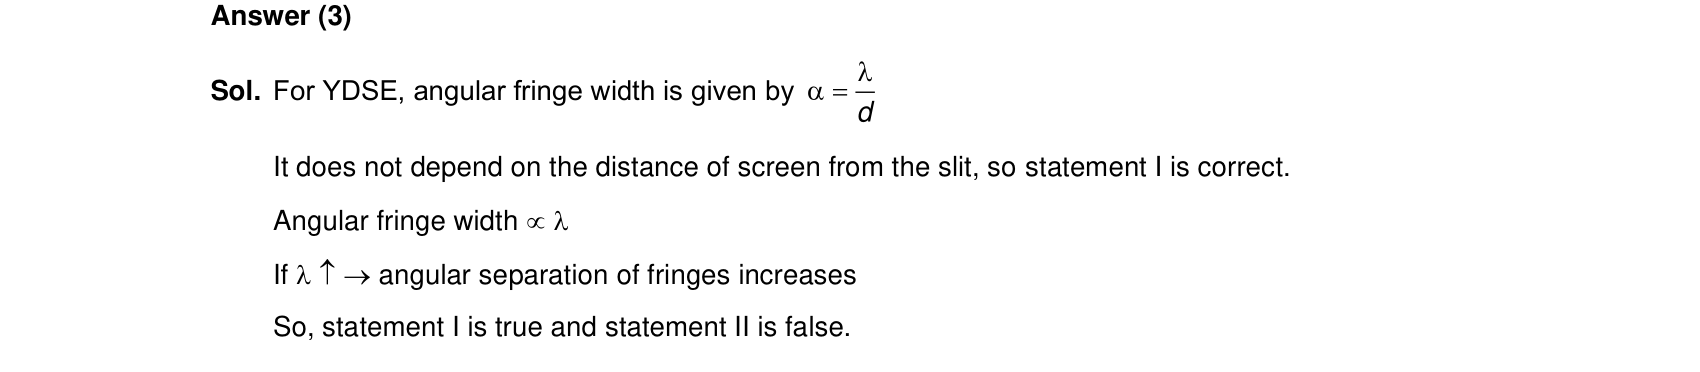 Answer (3)
Sol. For YDSE, angular fringe width is given by α = λ/d
It does not depend on the distance of screen from the slit, so statement I is correct.
Angular fringe width ∝ λ
If λ ↑ → angular separation of fringes increases
So, statement I is true and statement II is false.